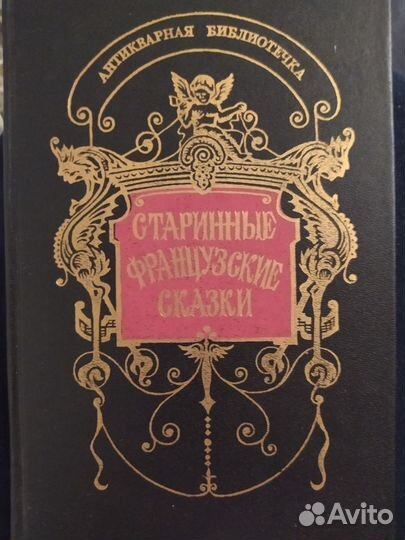 АНТИКВАРНАЯ БИБЛИОТЕЧКА
СТАРИННЫЕ
ФРАНЦУЗСКИЕ
СКАЗКИ
Avito